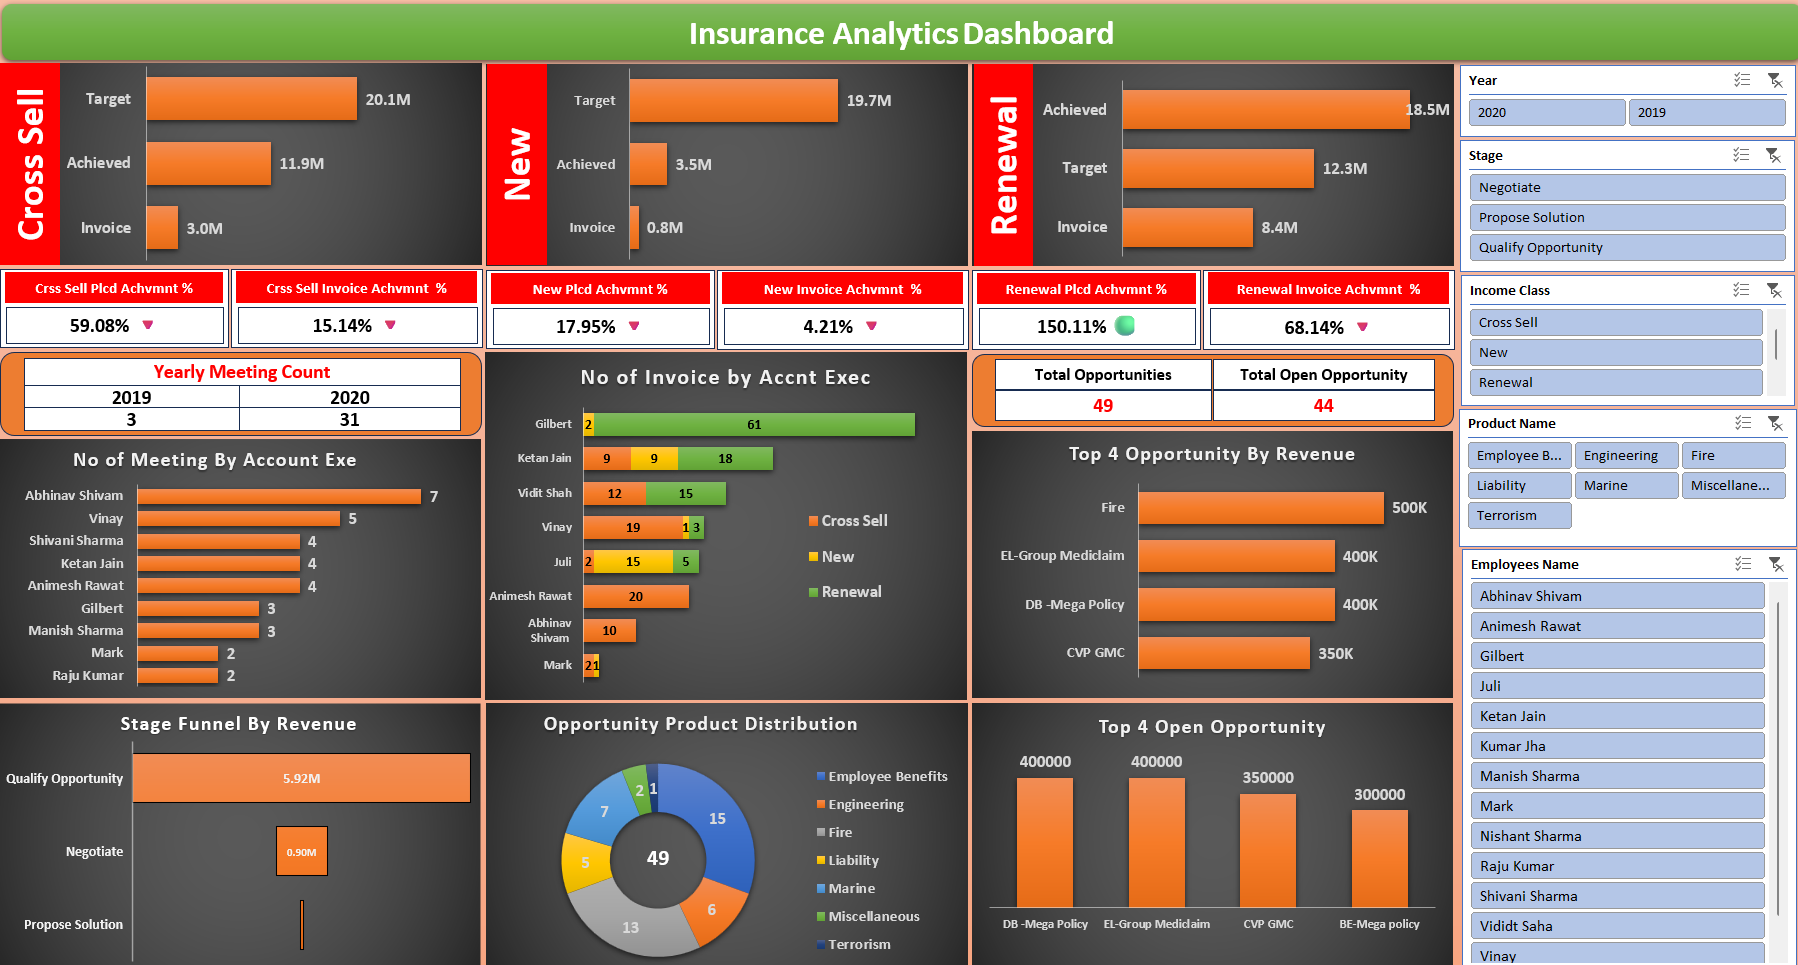 Insurance Analytics Dashboard
Cross Sell
Target
20.1M
Achieved
11.9M
Invoice
3.0M
New
Target
19.7M
Achieved
3.5M
Invoice
0.8M
Renewal
Achieved
18.5M
Target
12.3M
Invoice
8.4M
Crss Sell Plcd Achvmnt %
59.08%
Crss Sell Invoice Achvmnt %
15.14%
New Plcd Achvmnt %
17.95%
New Invoice Achvmnt %
4.21%
Renewal Plcd Achvmnt %
150.11%
Renewal Invoice Achvmnt %
68.14%
Yearly Meeting Count
2019 2020
3 31
No of Meeting By Account Exe
Abhinav Shivam 7
Vinay 5
Shivani Sharma 4
Ketan Jain 4
Animesh Rawat 4
Gilbert 3
Manish Sharma 3
Mark 2
Raju Kumar 2
No of Invoice by Accnt Exec
Gilbert 2 61
Ketan Jain 9 9 18
Vidit Shah 12 15
Vinay 19 1 3
Juli 2 15 5
Animesh Rawat 20
Abhinav
Shivam 10
Mark 2 1
Cross Sell
New
Renewal
Total Opportunities Total Open Opportunity
49 44
Top 4 Opportunity By Revenue
Fire 500K
EL-Group Mediclaim 400K
DB -Mega Policy 400K
CVP GMC 350K
Stage Funnel By Revenue
Qualify Opportunity 5.92M
Negotiate 0.90M
Propose Solution
Opportunity Product Distribution
15
6
13
5
7
2
1
49
Employee Benefits
Engineering
Fire
Liability
Marine
Miscellaneous
Terrorism
Top 4 Open Opportunity
400000 400000 350000 300000
DB -Mega Policy EL-Group Mediclaim CVP GMC BE-Mega policy
Year
2020 2019
Stage
Negotiate
Propose Solution
Qualify Opportunity
Income Class
Cross Sell
New
Renewal
Product Name
Employee B... Engineering Fire
Liability Marine Miscellane...
Terrorism
Employees Name
Abhinav Shivam
Animesh Rawat
Gilbert
Juli
Ketan Jain
Kumar Jha
Manish Sharma
Mark
Nishant Sharma
Raju Kumar
Shivani Sharma
Vididt Saha
Vinay